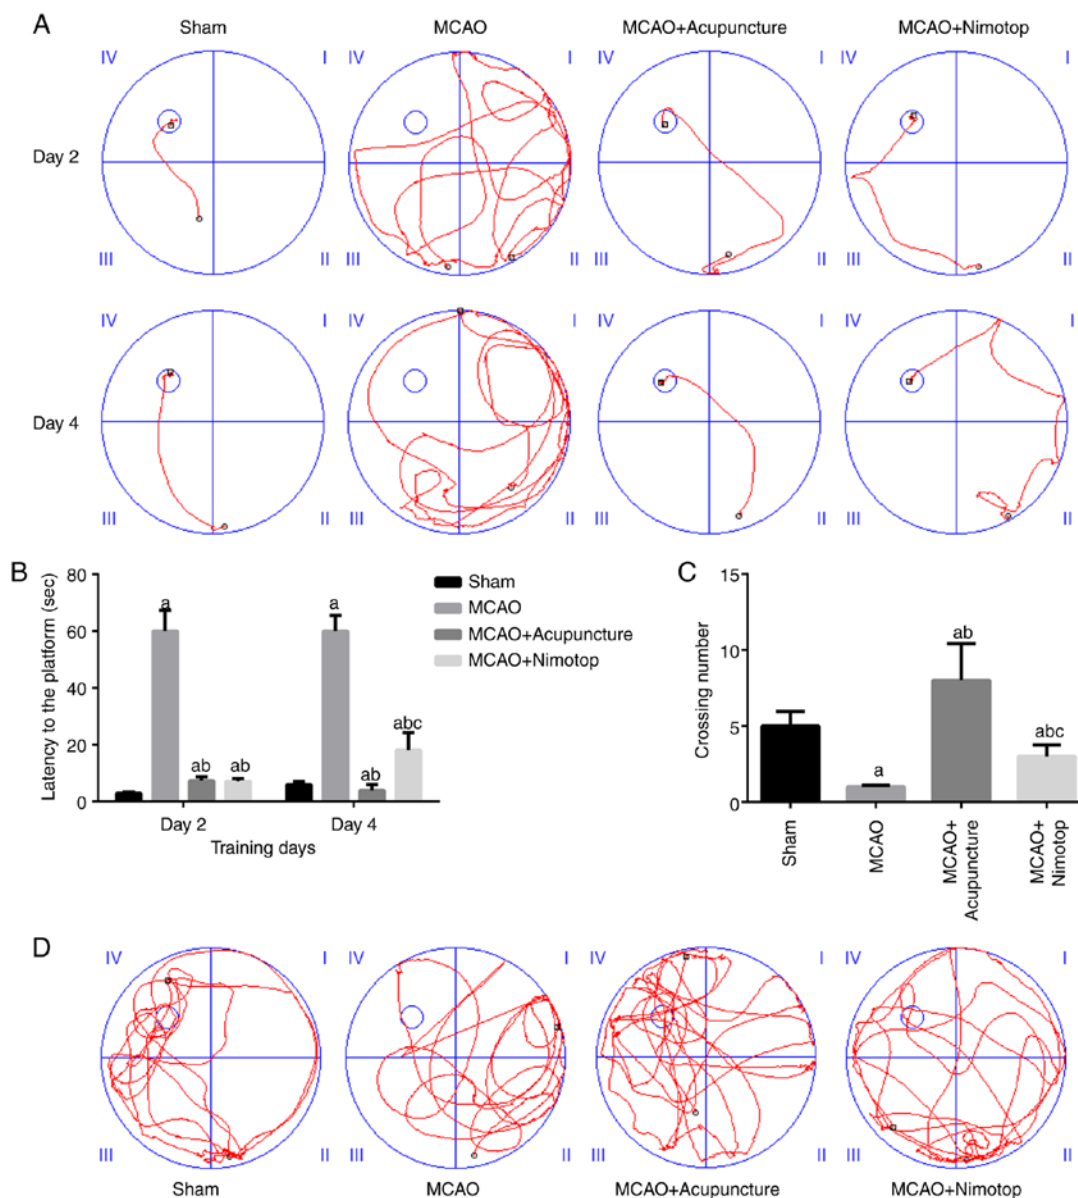 A
Sham MCAO MCAO+Acupuncture MCAO+Nimotop
IV I IV I IV I IV I
Day 2
III II III II III II III II
IV I IV I IV I IV I
Day 4
III II III II III II III II
B
Latency to the platform (sec)
80
60
40
20
0
a
ab ab
a
ab
abc
Day 2 Day 4
Training days
Sham
MCAO
MCAO+Acupuncture
MCAO+Nimotop
C
Crossing number
15
10
5
0
a
ab
abc
Sham
MCAO
MCAO+
Acupuncture
MCAO+
Nimotop
D
IV I IV I IV I IV I
III II III II III II III II
Sham MCAO MCAO+Acupuncture MCAO+Nimotop